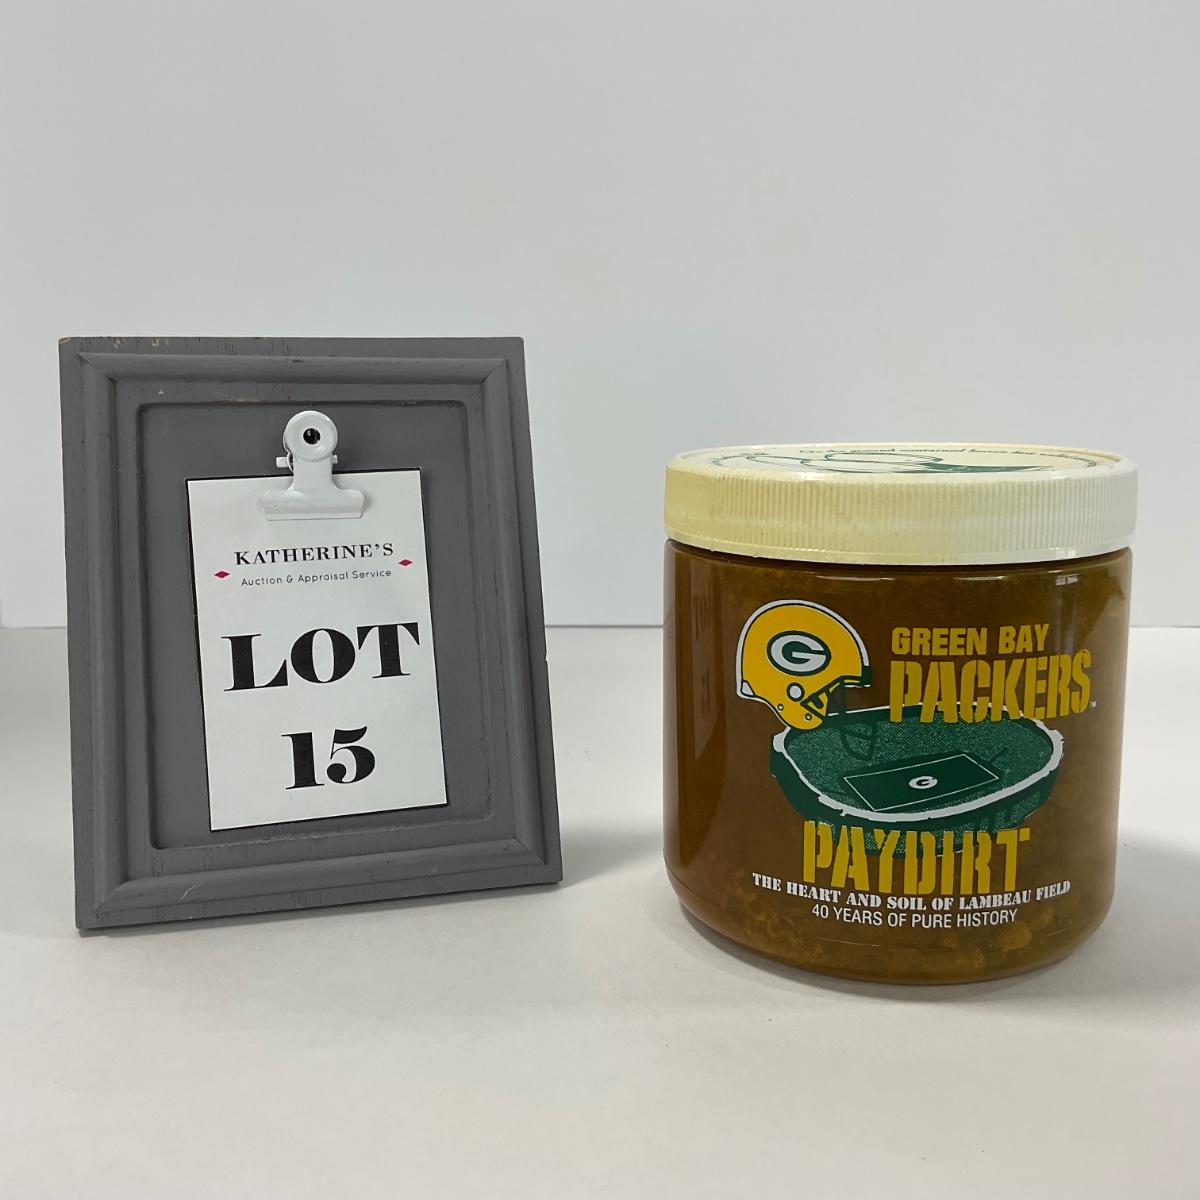 KATHERINE'S
Auction & Appraisal Service
LOT
15
G
GREEN BAY
PACKERS
TM
G
PAYDIRT
THE HEART AND SOIL OF LAMBEAU FIELD
40 YEARS OF PURE HISTORY